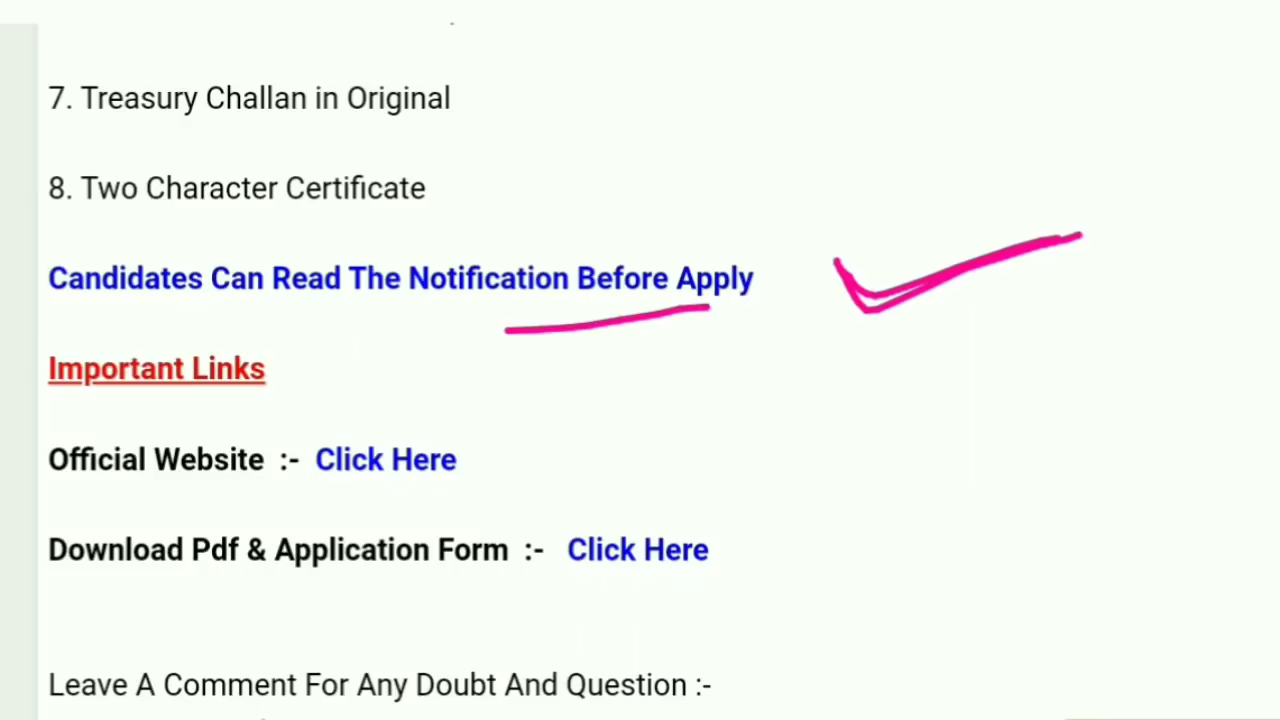 7. Treasury Challan in Original
8. Two Character Certificate
Candidates Can Read The Notification Before Apply
Important Links
Official Website :- Click Here
Download Pdf & Application Form :- Click Here
Leave A Comment For Any Doubt And Question :-